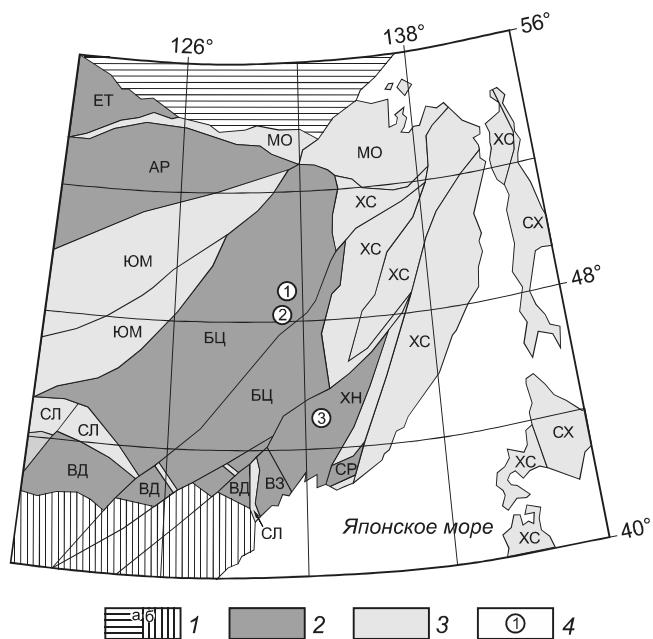 56°
138°
126°
ЕТ
МО
МО
ХС
АР
ХС
СХ
ХС
ХС
ЮМ
48°
1
2
ЮМ
БЦ
ХС
БЦ
ХН
СЛ
3
СЛ
СХ
ВД
СР
ХС
ВД
ВД
ВЗ
СЛ
Японское море
ХС
40°
а б 1
2
3
1 4